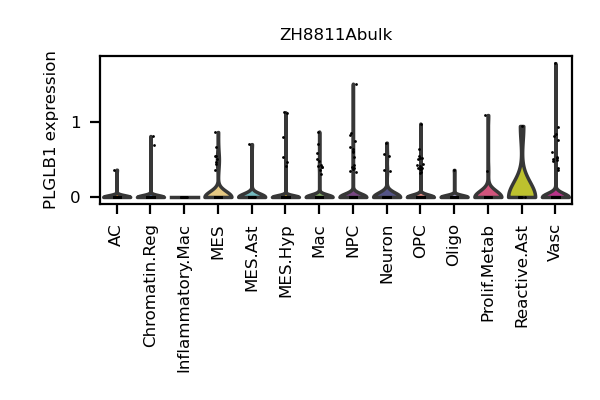 ZH8811Abulk
PLGLB1 expression
1
0
AC
Chromatin.Reg
Inflammatory.Mac
MES
MES.Ast
MES.Hyp
Mac
NPC
Neuron
OPC
Oligo
Prolif.Metab
Reactive.Ast
Vasc